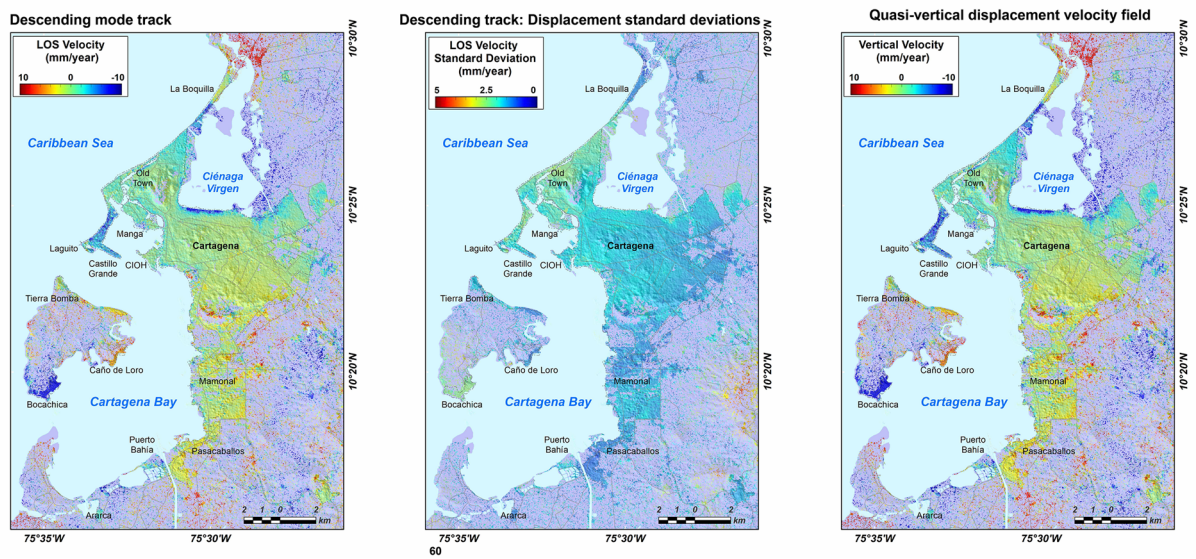 Descending mode track
LOS Velocity
(mm/year)
10 0 -10
La Boquilla
Caribbean Sea
Old
Town
Ciénaga
Virgen
Manga
Cartagena
Laguito
Castillo
Grande
CIOH
Tierra Bomba
Caño de Loro
Mamonal
Bocachica
Cartagena Bay
Puerto
Bahía
Pasacaballos
Ararca
2 1 0 2
km
75°35'W 75°30'W
10°30'N
10°25'N
10°20'N
Descending track: Displacement standard deviations
LOS Velocity
Standard Deviation
(mm/year)
5 2.5 0
La Boquilla
Caribbean Sea
Old
Town
Ciénaga
Virgen
Manga
Cartagena
Laguito
Castillo
Grande
CIOH
Tierra Bomba
Caño de Loro
Mamonal
Bocachica
Cartagena Bay
Puerto
Bahía
Pasacaballos
Ararca
2 1 0 2
km
75°35'W 75°30'W
60
10°30'N
10°25'N
10°20'N
Quasi-vertical displacement velocity field
Vertical Velocity
(mm/year)
10 0 -10
La Boquilla
Caribbean Sea
Old
Town
Ciénaga
Virgen
Manga
Cartagena
Laguito
Castillo
Grande
CIOH
Tierra Bomba
Caño de Loro
Mamonal
Bocachica
Cartagena Bay
Puerto
Bahía
Pasacaballos
Ararca
2 1 0 2
km
75°35'W 75°30'W
10°30'N
10°25'N
10°20'N